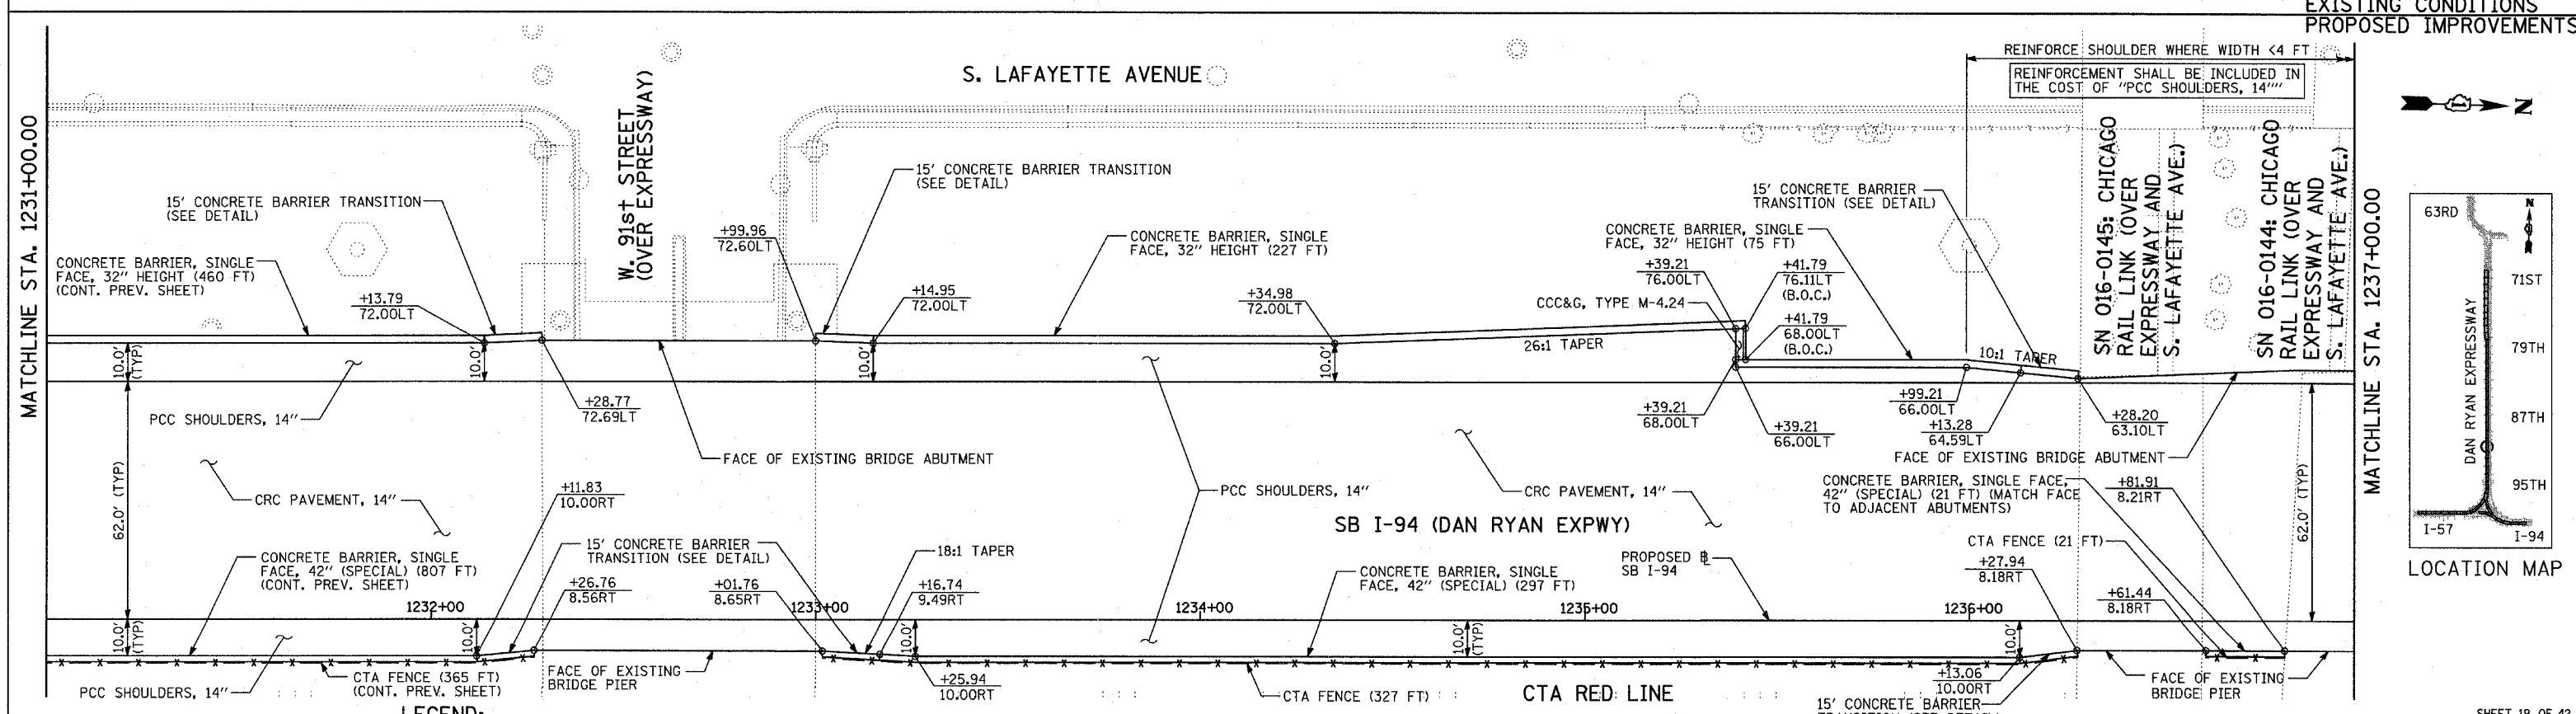 EXISTING CONDITIONS
PROPOSED IMPROVEMENTS
MATCHLINE STA. 1231+00.00
S. LAFAYETTE AVENUE
W. 91st STREET
(OVER EXPRESSWAY)
REINFORCE SHOULDER WHERE WIDTH <4 FT
REINFORCEMENT SHALL BE INCLUDED IN
THE COST OF "PCC SHOULDERS, 14""
N
15' CONCRETE BARRIER TRANSITION
(SEE DETAIL)
15' CONCRETE BARRIER TRANSITION
(SEE DETAIL)
15' CONCRETE BARRIER
TRANSITION (SEE DETAIL)
SN 016-0145: CHICAGO
RAIL LINK (OVER
EXPRESSWAY AND
S. LAFAYETTE AVE.)
SN 016-0144: CHICAGO
RAIL LINK (OVER
EXPRESSWAY AND
S. LAFAYETTE AVE.)
MATCHLINE STA. 1237+00.00
CONCRETE BARRIER, SINGLE
FACE, 32" HEIGHT (460 FT)
(CONT. PREV. SHEET)
+13.79
72.00LT
+99.96
72.60LT
+14.95
72.00LT
CONCRETE BARRIER, SINGLE
FACE, 32" HEIGHT (227 FT)
+34.98
72.00LT
CONCRETE BARRIER, SINGLE
FACE, 32" HEIGHT (75 FT)
+39.21
76.00LT
+41.79
76.11LT
(B.O.C.)
CCC&G, TYPE M-4.24
+41.79
68.00LT
(B.O.C.)
26:1 TAPER
10:1 TAPER
10.0'
(TYP)
10.0'
10.0'
10.0'
PCC SHOULDERS, 14"
+28.77
72.69LT
FACE OF EXISTING BRIDGE ABUTMENT
+39.21
68.00LT
+39.21
66.00LT
+99.21
66.00LT
+13.28
64.59LT
+28.20
63.10LT
FACE OF EXISTING BRIDGE ABUTMENT
62.0' (TYP)
CRC PAVEMENT, 14"
+11.83
10.00RT
PCC SHOULDERS, 14"
CRC PAVEMENT, 14"
CONCRETE BARRIER, SINGLE FACE,
42" (SPECIAL) (21 FT) (MATCH FACE
TO ADJACENT ABUTMENTS)
+81.91
8.21RT
62.0' (TYP)
SB I-94 (DAN RYAN EXPWY)
CONCRETE BARRIER, SINGLE
FACE, 42" (SPECIAL) (807 FT)
(CONT. PREV. SHEET)
15' CONCRETE BARRIER
TRANSITION (SEE DETAIL)
18:1 TAPER
+26.76
8.56RT
+01.76
8.65RT
+16.74
9.49RT
CONCRETE BARRIER, SINGLE
FACE, 42" (SPECIAL) (297 FT)
PROPOSED ℄
SB I-94
CTA FENCE (21 FT)
+27.94
8.18RT
+61.44
8.18RT
1232+00
1233+00
1234+00
1235+00
1236+00
10.0'
(TYP)
10.0'
10.0'
10.0'
(TYP)
10.0'
PCC SHOULDERS, 14"
CTA FENCE (365 FT)
(CONT. PREV. SHEET)
FACE OF EXISTING
BRIDGE PIER
+25.94
10.00RT
CTA FENCE (327 FT)
CTA RED LINE
+13.06
10.00RT
15' CONCRETE BARRIER
TRANSITION (SEE DETAIL)
FACE OF EXISTING
BRIDGE PIER
LEGEND:
63RD
N
71ST
79TH
87TH
95TH
DAN RYAN EXPRESSWAY
I-57
I-94
LOCATION MAP
SHEET 19 OF 42